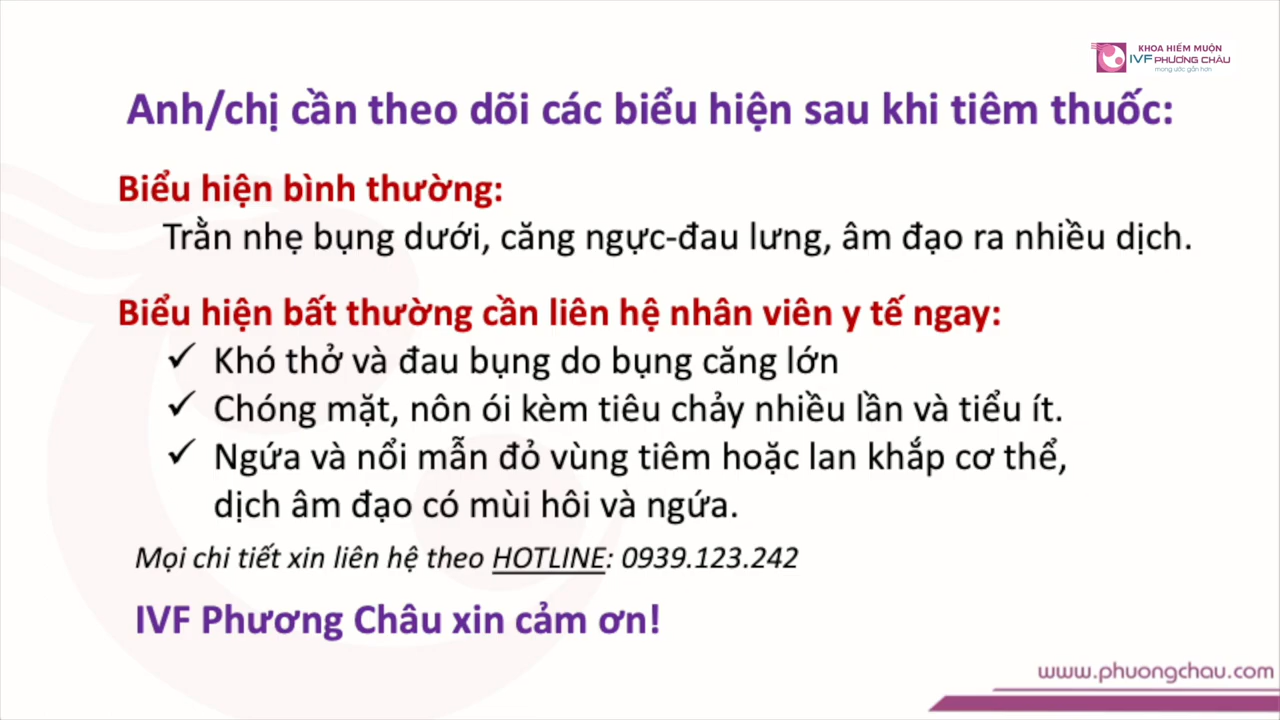 KHOA HIẾM MUỘN
IVF PHƯƠNG CHÂU
mong ước gần hơn
Anh/chị cần theo dõi các biểu hiện sau khi tiêm thuốc:
Biểu hiện bình thường:
Trằn nhẹ bụng dưới, căng ngực-đau lưng, âm đạo ra nhiều dịch.
Biểu hiện bất thường cần liên hệ nhân viên y tế ngay:
✓ Khó thở và đau bụng do bụng căng lớn
✓ Chóng mặt, nôn ói kèm tiêu chảy nhiều lần và tiểu ít.
✓ Ngứa và nổi mẫn đỏ vùng tiêm hoặc lan khắp cơ thể,
dịch âm đạo có mùi hôi và ngứa.
Mọi chi tiết xin liên hệ theo HOTLINE: 0939.123.242
IVF Phương Châu xin cảm ơn!
www.phuongchau.com